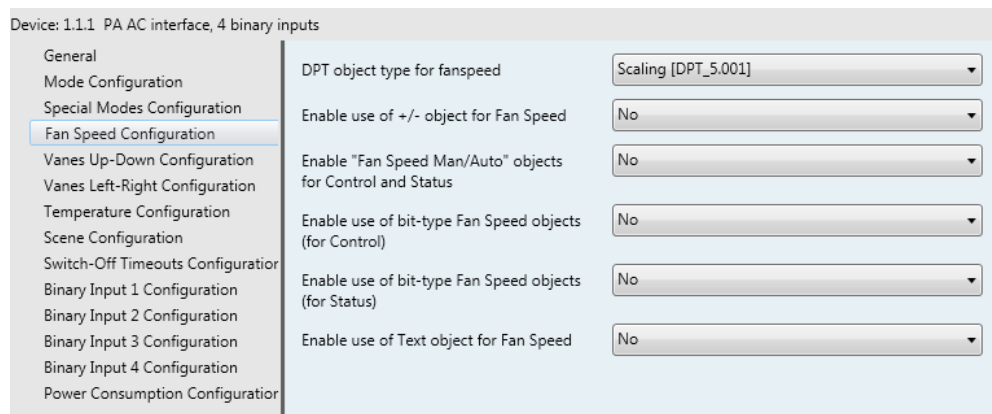 Device: 1.1.1 PA AC interface, 4 binary inputs
General
Mode Configuration
Special Modes Configuration
Fan Speed Configuration
Vanes Up-Down Configuration
Vanes Left-Right Configuration
Temperature Configuration
Scene Configuration
Switch-Off Timeouts Configuration
Binary Input 1 Configuration
Binary Input 2 Configuration
Binary Input 3 Configuration
Binary Input 4 Configuration
Power Consumption Configuration
DPT object type for fanspeed
Scaling [DPT_5.001]
Enable use of +/- object for Fan Speed
No
Enable "Fan Speed Man/Auto" objects
for Control and Status
No
Enable use of bit-type Fan Speed objects
(for Control)
No
Enable use of bit-type Fan Speed objects
(for Status)
No
Enable use of Text object for Fan Speed
No